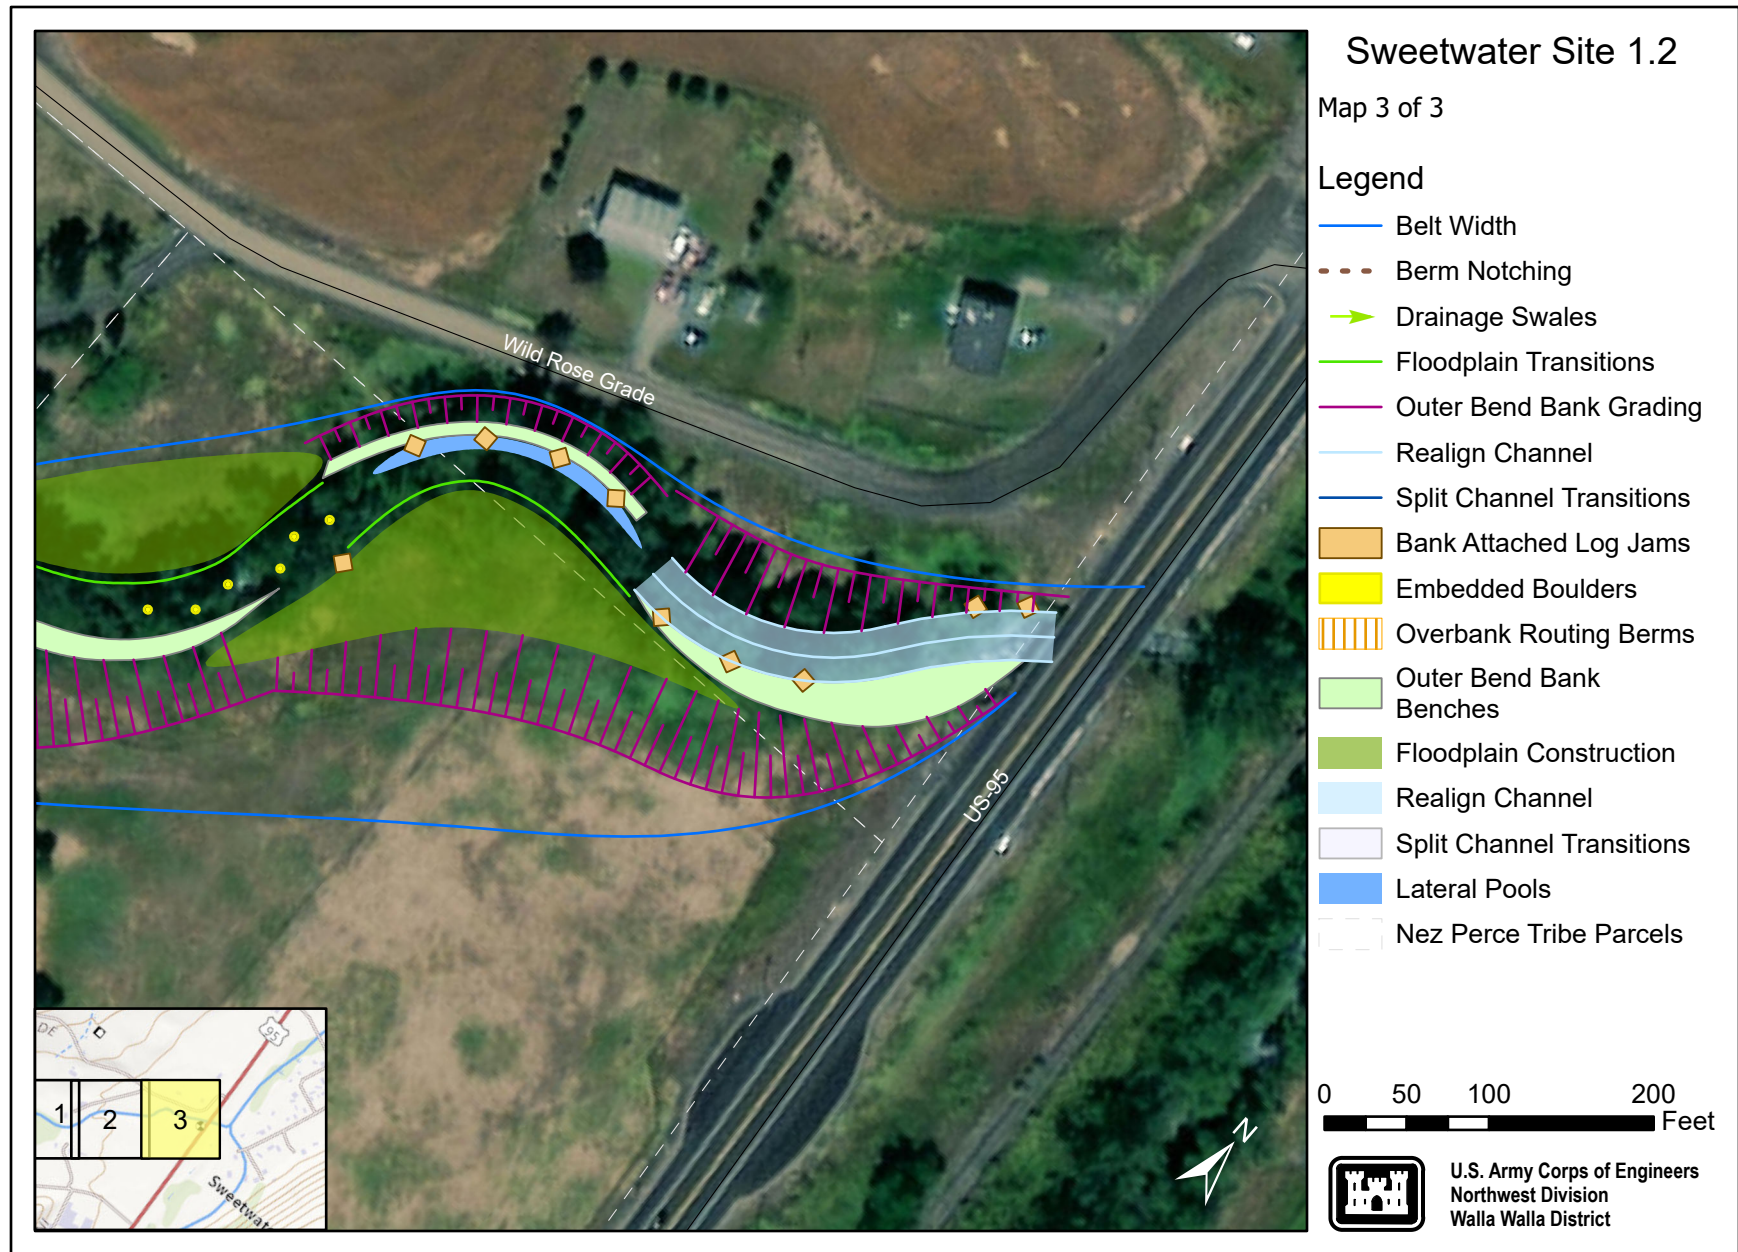 Sweetwater Site 1.2
Map 3 of 3
Legend
Belt Width
Berm Notching
Drainage Swales
Floodplain Transitions
Outer Bend Bank Grading
Realign Channel
Split Channel Transitions
Bank Attached Log Jams
Embedded Boulders
Overbank Routing Berms
Outer Bend Bank
Benches
Floodplain Construction
Realign Channel
Split Channel Transitions
Lateral Pools
Nez Perce Tribe Parcels
Wild Rose Grade
US-95
DE
95
1
2
3
Sweetwate
N
0 50 100 200
Feet
U.S. Army Corps of Engineers
Northwest Division
Walla Walla District